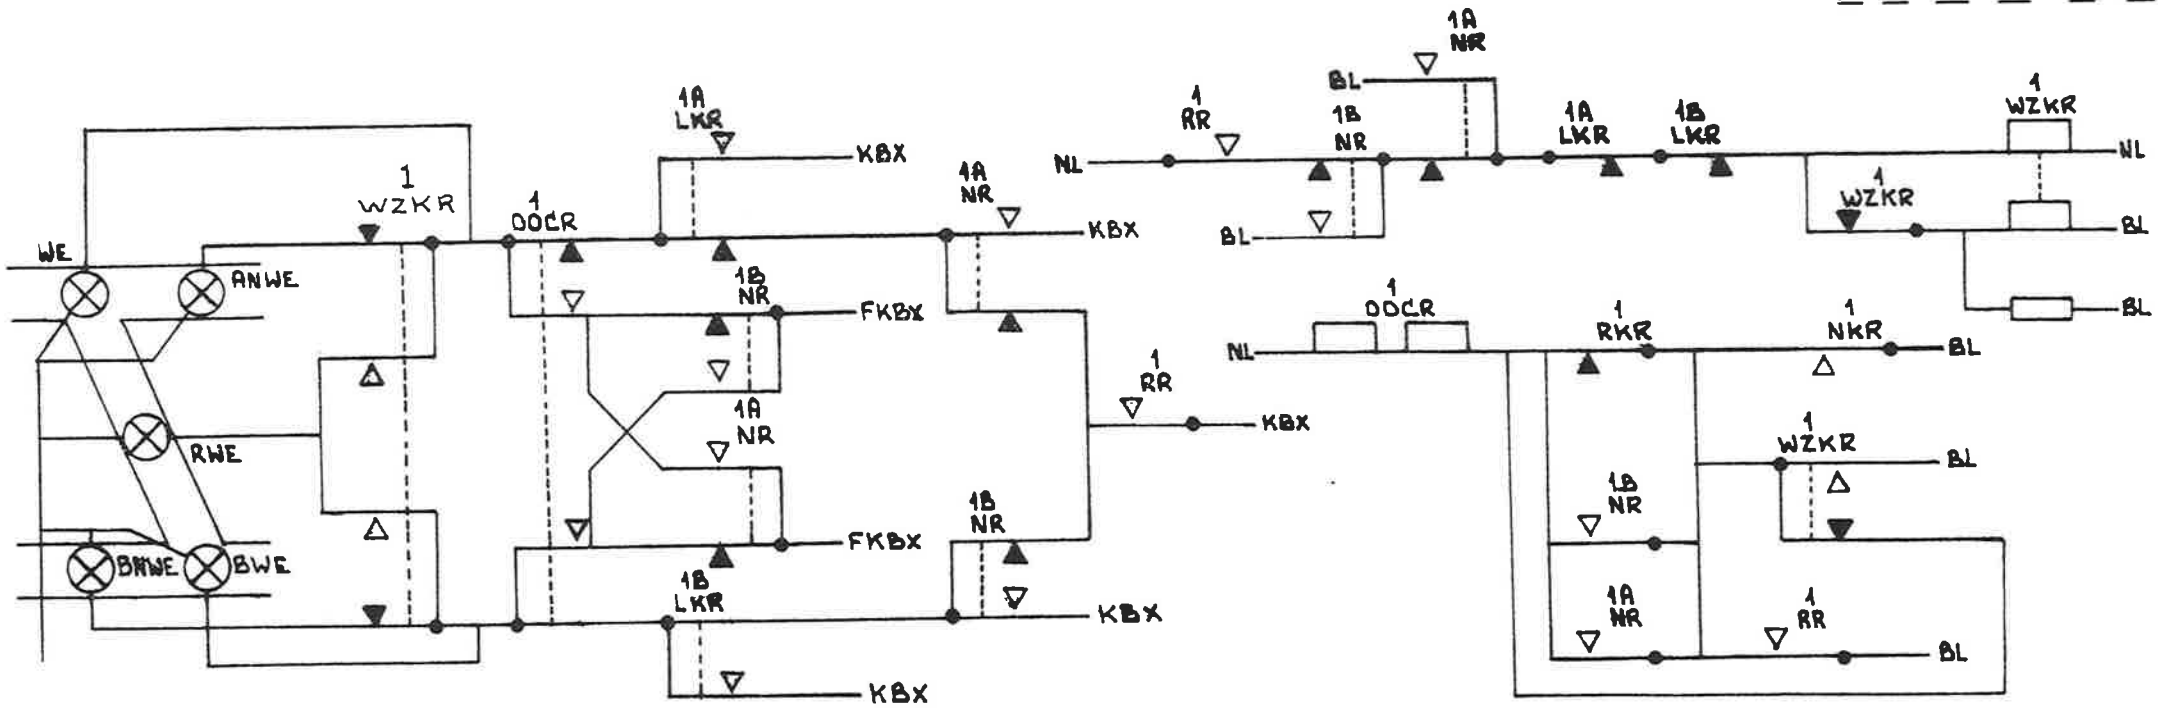 1A
NR
BL
1
RR
1B
NR
1A
LKR
1B
LKR
1
WZKR
NL
NL
1
WZKR
BL
BL
BL
1A
LKR
KBX
1
WZKR
1
OOCR
1A
NR
KBX
WE
ANWE
1B
NR
FKBX
1
OOCR
1
RKR
1
NKR
NL
BL
1
RR
KBX
RWE
1A
NR
1
WZKR
BL
1B
NR
1B
NR
FKBX
BNWE
BWE
1B
LKR
KBX
1A
NR
1
RR
BL
KBX